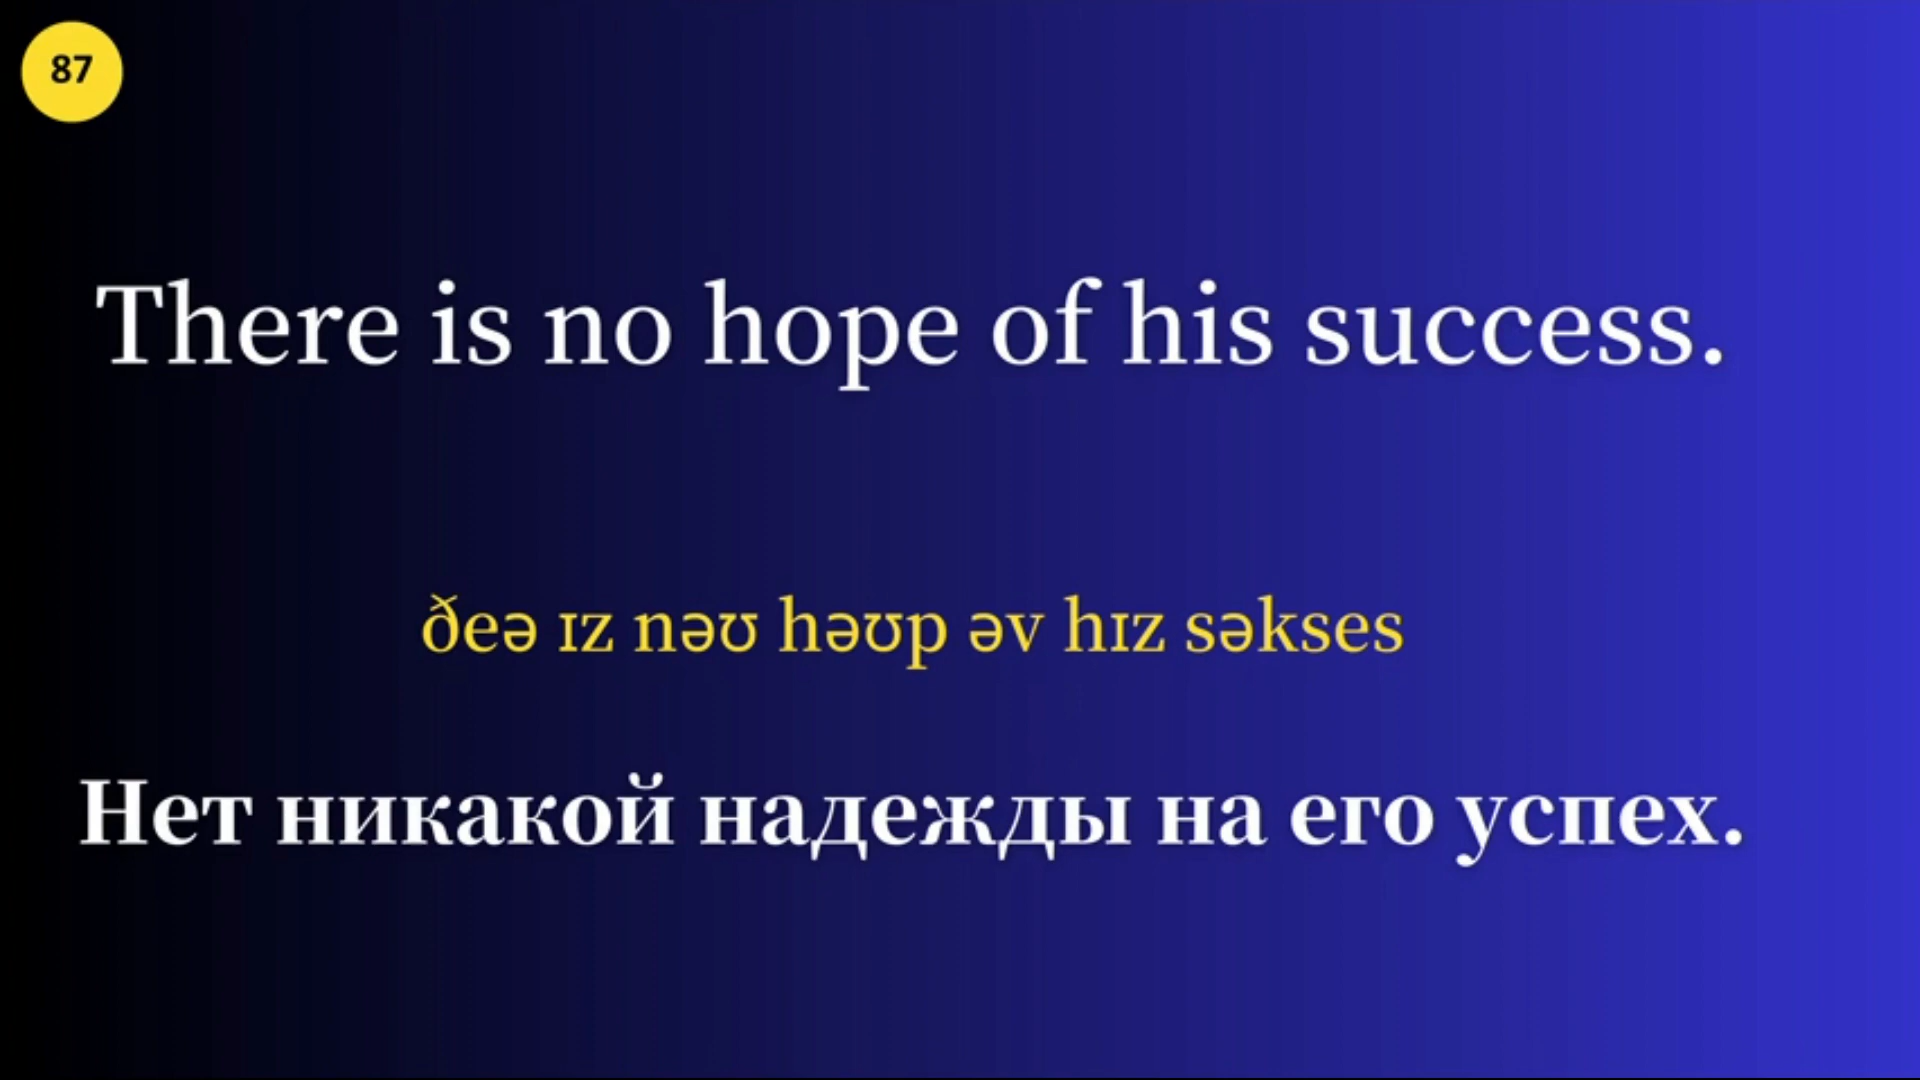 87
There is no hope of his success.
ðeə ɪz nəʊ həʊp əv hɪz səkses
Нет никакой надежды на его успех.